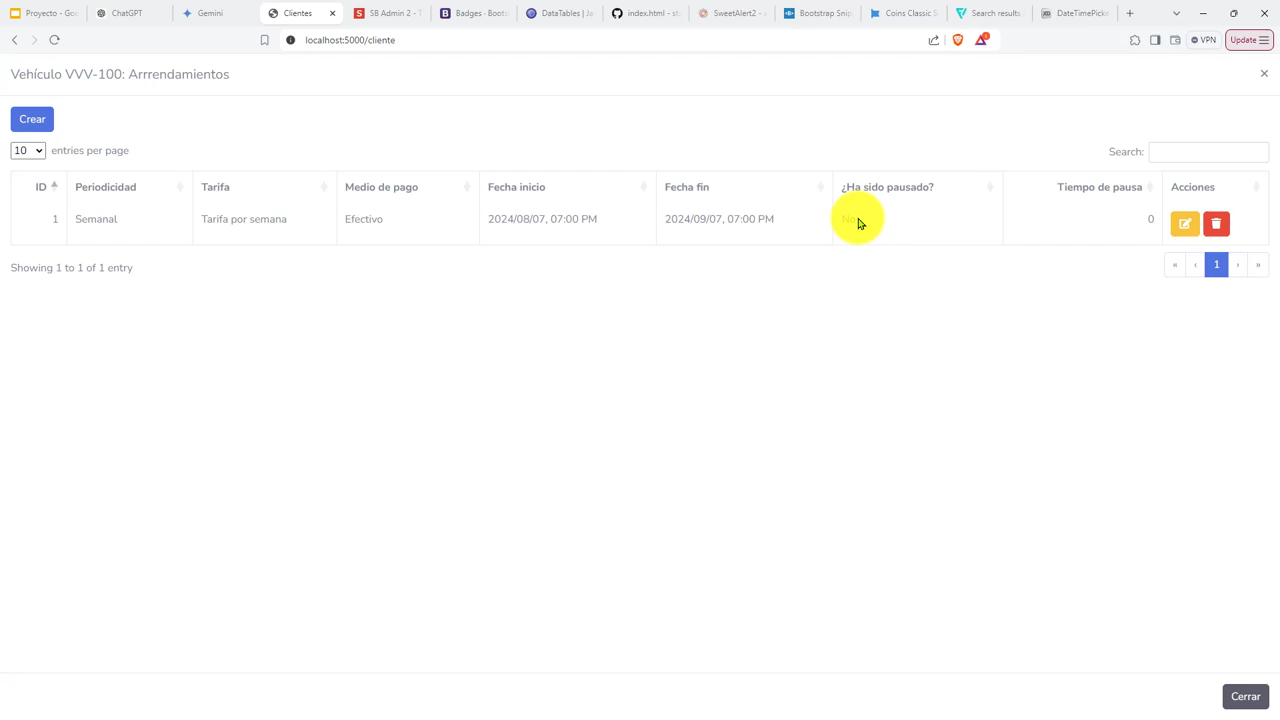 Proyecto - Goo
ChatGPT
Gemini
Clientes
SB Admin 2 - T
Badges · Boots
DataTables | Ja
index.html - st
SweetAlert2 - a
Bootstrap Snip
Coins Classic S
Search results
DateTimePicke
localhost:5000/cliente
VPN
Update
Vehículo VVV-100: Arrrendamientos
Crear
10 entries per page
Search:
ID Periodicidad Tarifa Medio de pago Fecha inicio Fecha fin ¿Ha sido pausado? Tiempo de pausa Acciones
1 Semanal Tarifa por semana Efectivo 2024/08/07, 07:00 PM 2024/09/07, 07:00 PM No 0
Showing 1 to 1 of 1 entry
« ‹ 1 › »
Cerrar